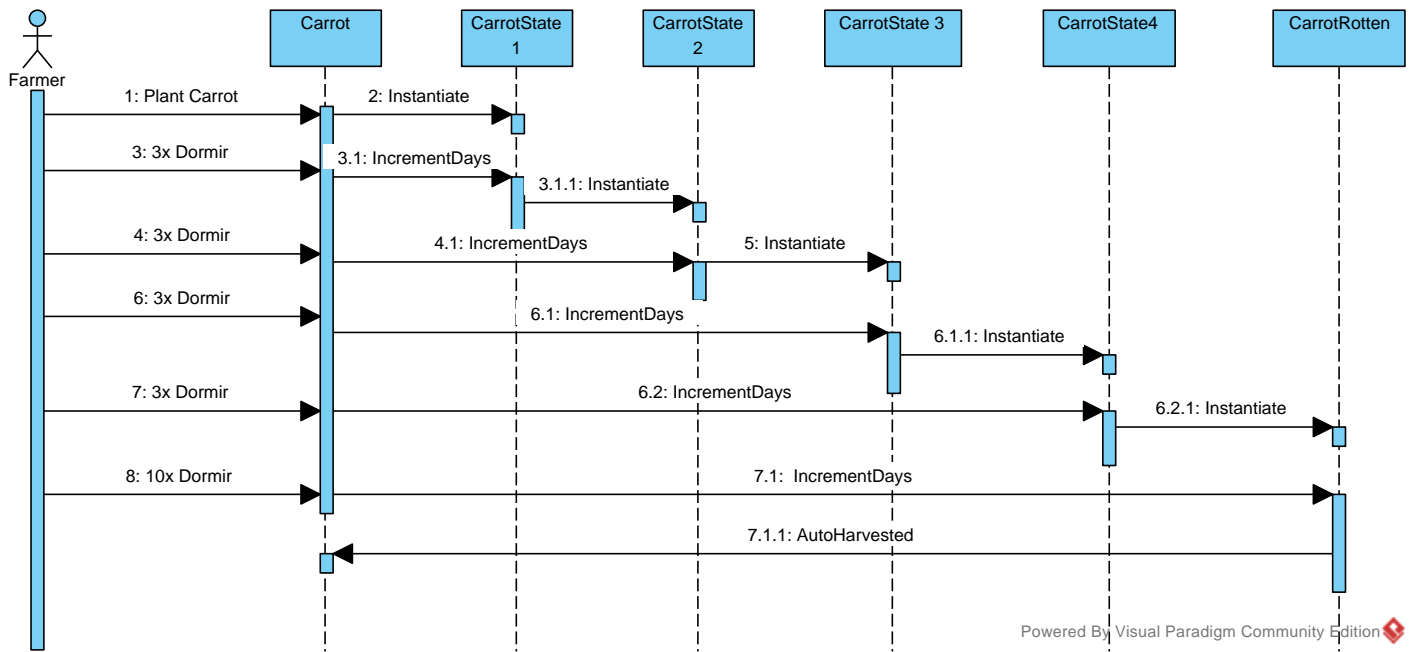 Farmer
Carrot
CarrotState
1
CarrotState
2
CarrotState 3
CarrotState4
CarrotRotten
1: Plant Carrot
2: Instantiate
3: 3x Dormir
3.1: IncrementDays
3.1.1: Instantiate
4: 3x Dormir
4.1: IncrementDays
5: Instantiate
6: 3x Dormir
6.1: IncrementDays
6.1.1: Instantiate
7: 3x Dormir
6.2: IncrementDays
6.2.1: Instantiate
8: 10x Dormir
7.1: IncrementDays
7.1.1: AutoHarvested
Powered By Visual Paradigm Community Edition